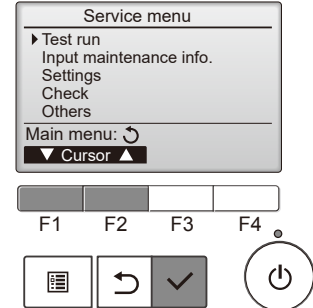 Service menu
Test run
Input maintenance info.
Settings
Check
Others
Main menu:
Cursor
F1 F2 F3 F4